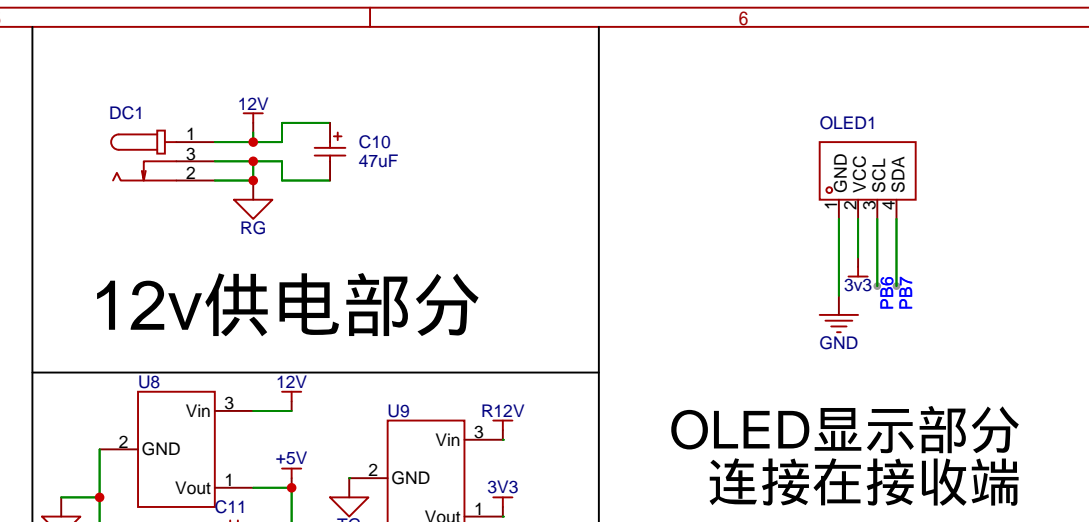 6
DC1
12V
1
3
2
+
C10
47uF
RG
12v供电部分
OLED1
GND
VCC
SCL
SDA
1
2
3
4
3v3
PB6
PB7
GND
OLED显示部分
连接在接收端
U8
12V
Vin
3
2
GND
+5V
Vout
1
C11
U9
R12V
Vin
3
2
GND
3V3
Vout
1